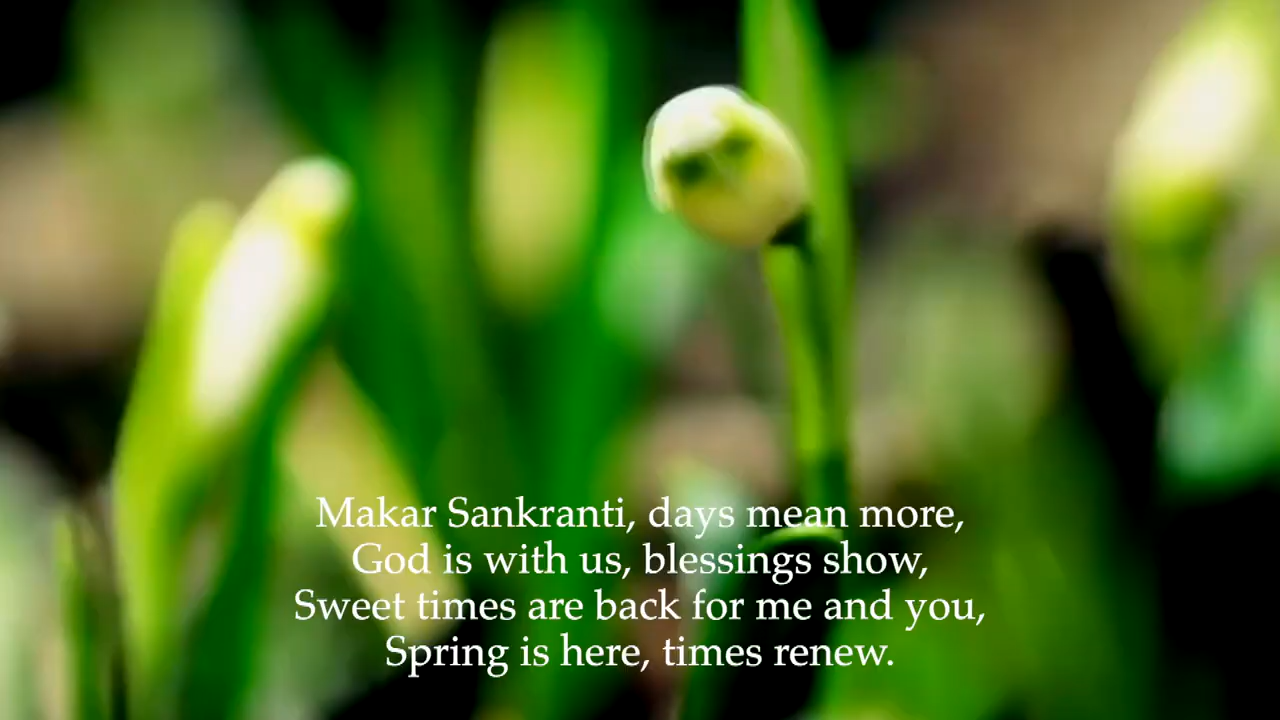 Makar Sankranti, days mean more,
God is with us, blessings show,
Sweet times are back for me and you,
Spring is here, times renew.